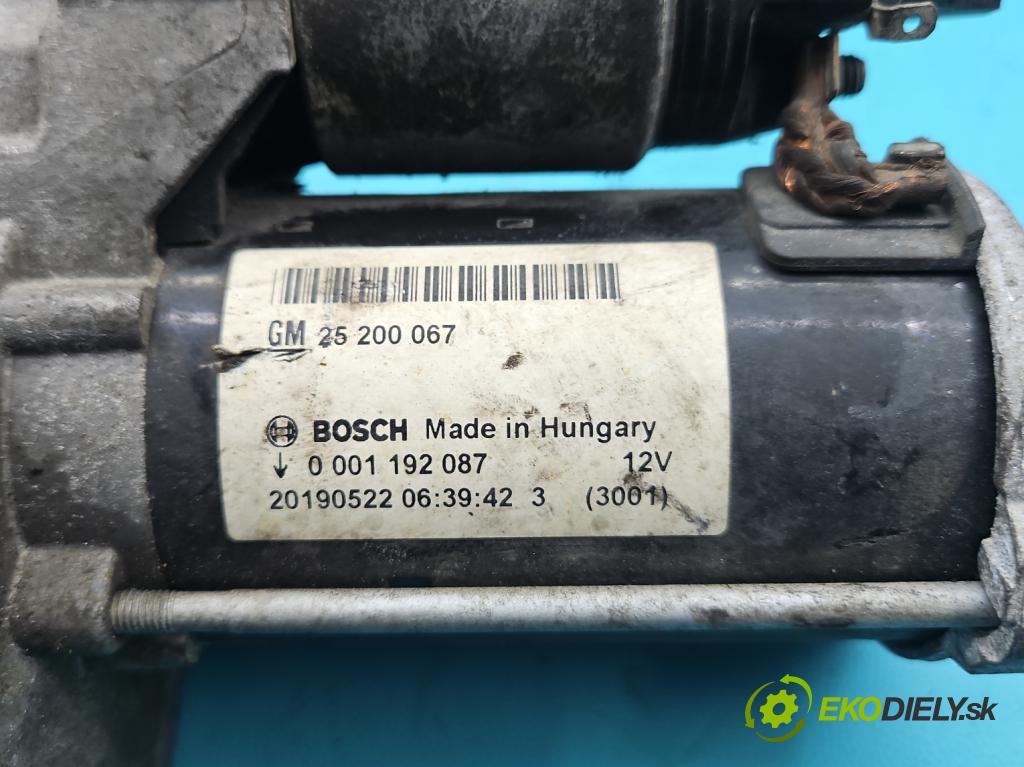 GM 25 200 067
BOSCH Made in Hungary
↓ 0 001 192 087 12V
20190522 06:39:42 3 (3001)
EKODIELY.sk